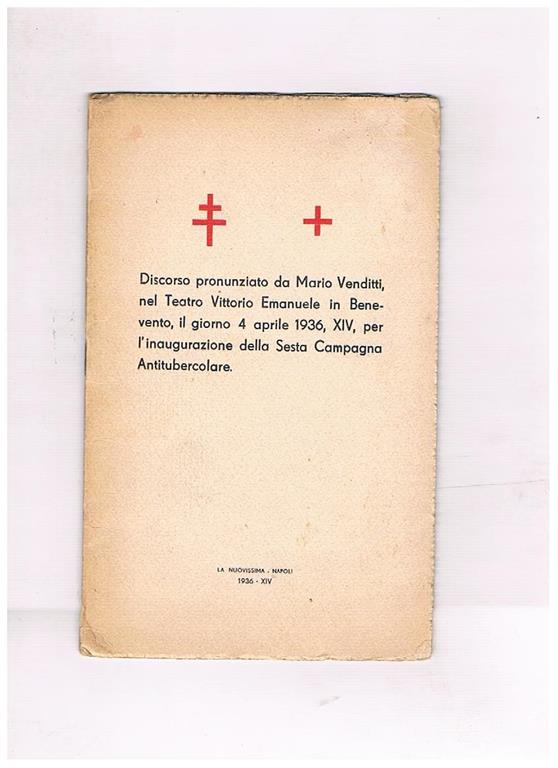 Discorso pronunziato da Mario Venditti,
nel Teatro Vittorio Emanuele in Bene-
vento, il giorno 4 aprile 1936, XIV, per
l'inaugurazione della Sesta Campagna
Antitubercolare.
LA NUOVISSIMA - NAPOLI
1936 - XIV